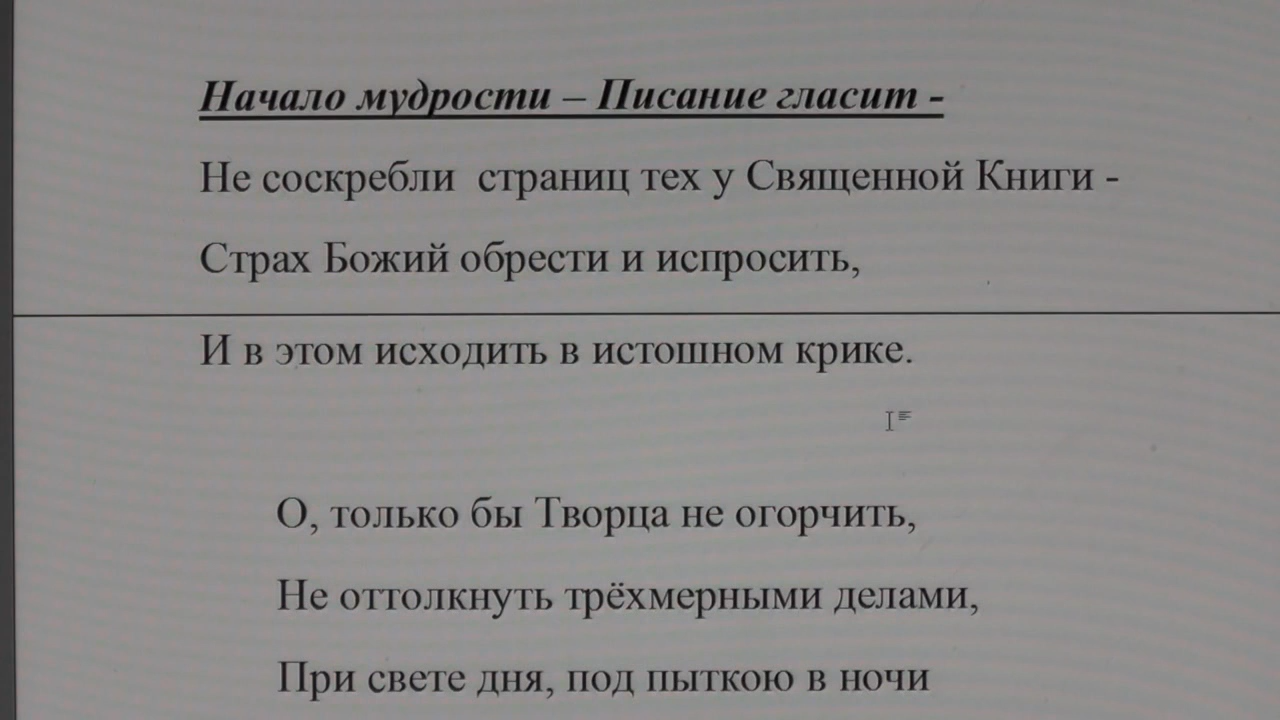 Начало мудрости – Писание гласит -
Не соскребли  страниц тех у Священной Книги -
Страх Божий обрести и испросить,
И в этом исходить в истошном крике.
О, только бы Творца не огорчить,
Не оттолкнуть трёхмерными делами,
При свете дня, под пыткою в ночи